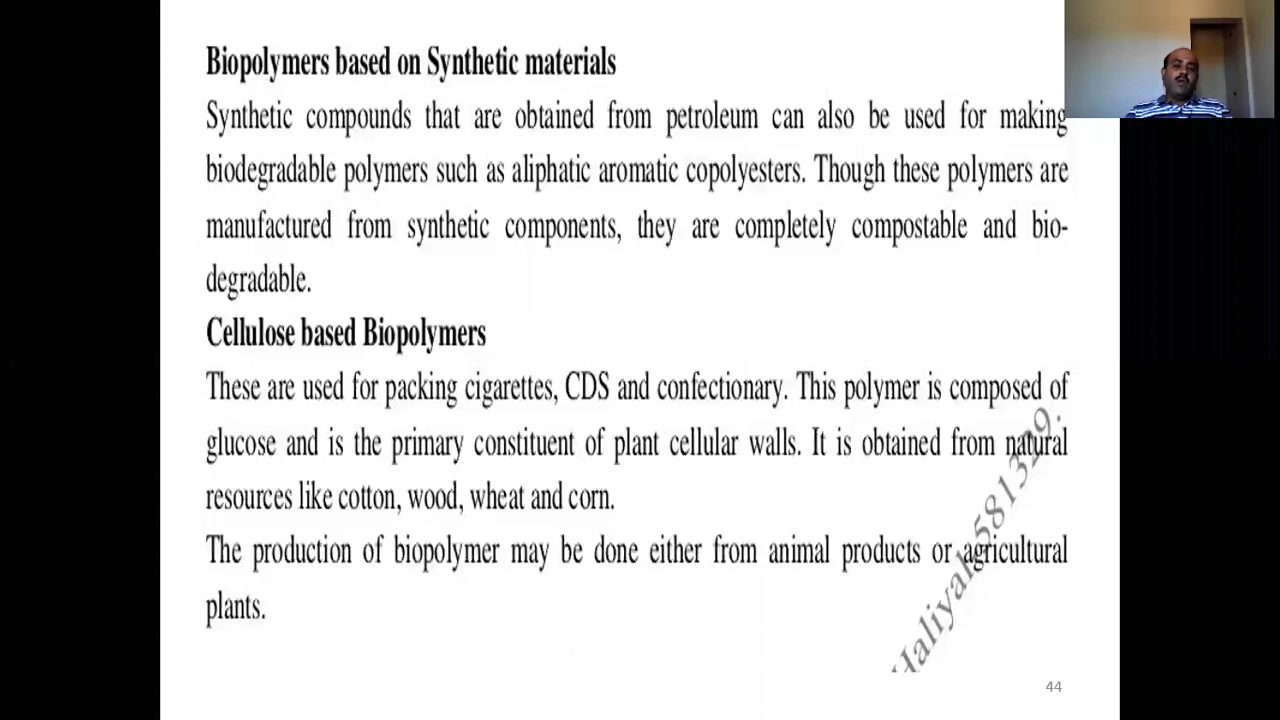 Biopolymers based on Synthetic materials
Synthetic compounds that are obtained from petroleum can also be used for making
biodegradable polymers such as aliphatic aromatic copolyesters. Though these polymers are
manufactured from synthetic components, they are completely compostable and bio-
degradable.
Cellulose based Biopolymers
These are used for packing cigarettes, CDS and confectionary. This polymer is composed of
glucose and is the primary constituent of plant cellular walls. It is obtained from natural
resources like cotton, wood, wheat and corn.
The production of biopolymer may be done either from animal products or agricultural
plants.
44